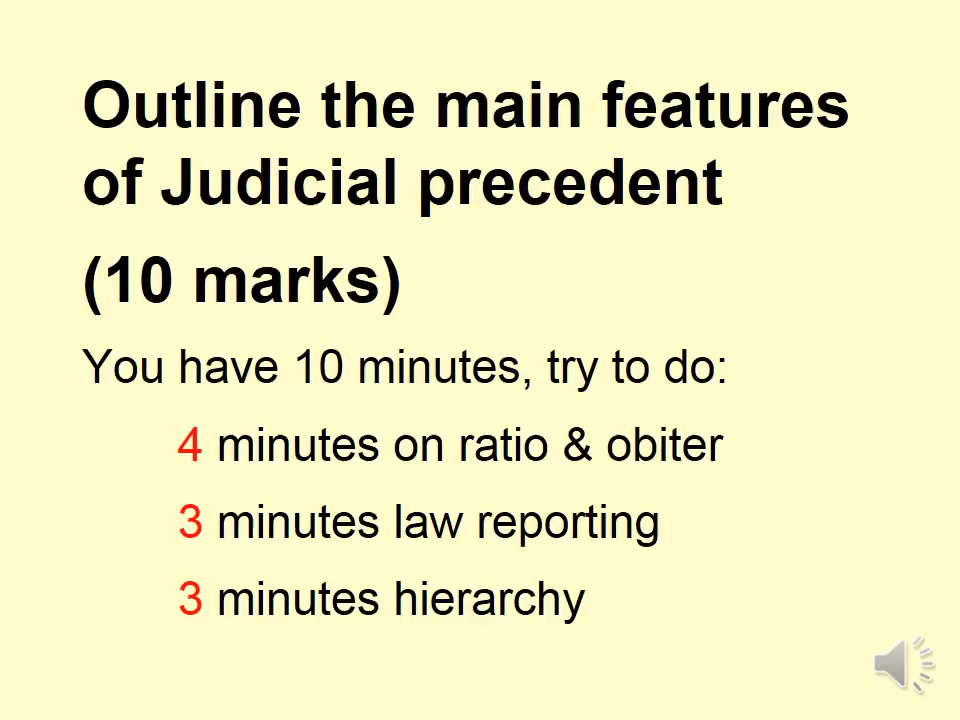 Outline the main features
of Judicial precedent
(10 marks)
You have 10 minutes, try to do:
4 minutes on ratio & obiter
3 minutes law reporting
3 minutes hierarchy